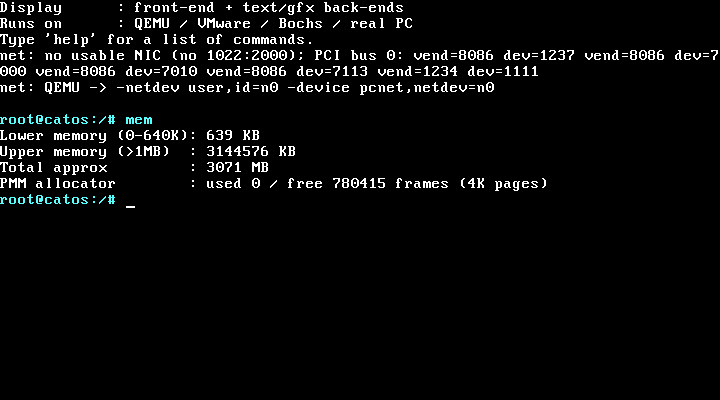 Display      : front-end + text/gfx back-ends
Runs on      : QEMU / VMware / Bochs / real PC
Type 'help' for a list of commands.
net: no usable NIC (no 1022:2000); PCI bus 0: vend=8086 dev=1237 vend=8086 dev=7
000 vend=8086 dev=7010 vend=8086 dev=7113 vend=1234 dev=1111
net: QEMU -> -netdev user,id=n0 -device pcnet,netdev=n0
root@catos:/# mem
Lower memory (0-640K): 639 KB
Upper memory (>1MB)  : 3144576 KB
Total approx         : 3071 MB
PMM allocator        : used 0 / free 780415 frames (4K pages)
root@catos:/# _